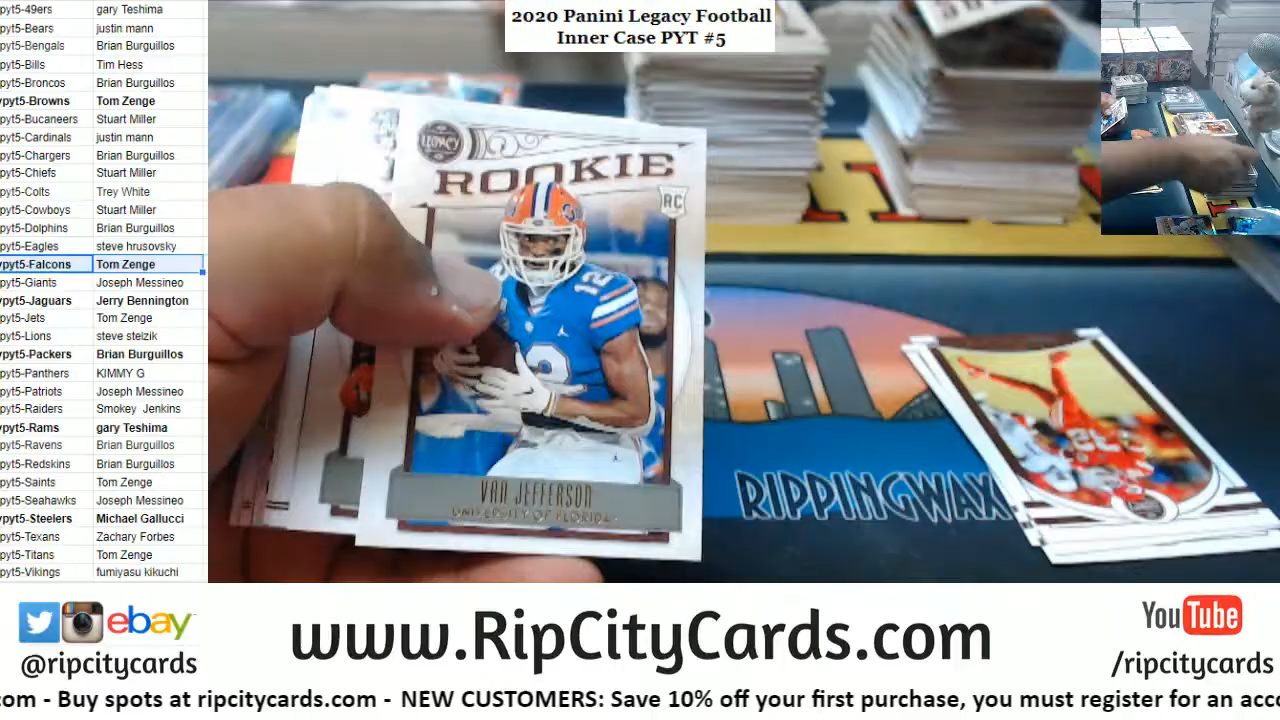 pyt5-49ers gary Teshima
pyt5-Bears justin mann
pyt5-Bengals Brian Burguillos
pyt5-Bills Tim Hess
pyt5-Broncos Brian Burguillos
pyt5-Browns Tom Zenge
pyt5-Bucaneers Stuart Miller
pyt5-Cardinals justin mann
pyt5-Chargers Brian Burguillos
pyt5-Chiefs Stuart Miller
pyt5-Colts Trey White
pyt5-Cowboys Stuart Miller
pyt5-Dolphins Brian Burguillos
pyt5-Eagles steve hrusovsky
pyt5-Falcons Tom Zenge
pyt5-Giants Joseph Messineo
pyt5-Jaguars Jerry Bennington
pyt5-Jets Tom Zenge
pyt5-Lions steve stelzik
pyt5-Packers Brian Burguillos
pyt5-Panthers KIMMY G
pyt5-Patriots Joseph Messineo
pyt5-Raiders Smokey Jenkins
pyt5-Rams gary Teshima
pyt5-Ravens Brian Burguillos
pyt5-Redskins Brian Burguillos
pyt5-Saints Tom Zenge
pyt5-Seahawks Joseph Messineo
pyt5-Steelers Michael Gallucci
pyt5-Texans Zachary Forbes
pyt5-Titans Tom Zenge
pyt5-Vikings fumiyasu kikuchi
2020 Panini Legacy Football
Inner Case PYT #5
LEGACY
ROOKIE
RC
12
12
VAN JEFFERSON
UNIVERSITY OF FLORIDA
RIPPINGWAX
ebay
@ripcitycards
www.RipCityCards.com
YouTube
/ripcitycards
com - Buy spots at ripcitycards.com - NEW CUSTOMERS: Save 10% off your first purchase, you must register for an acco